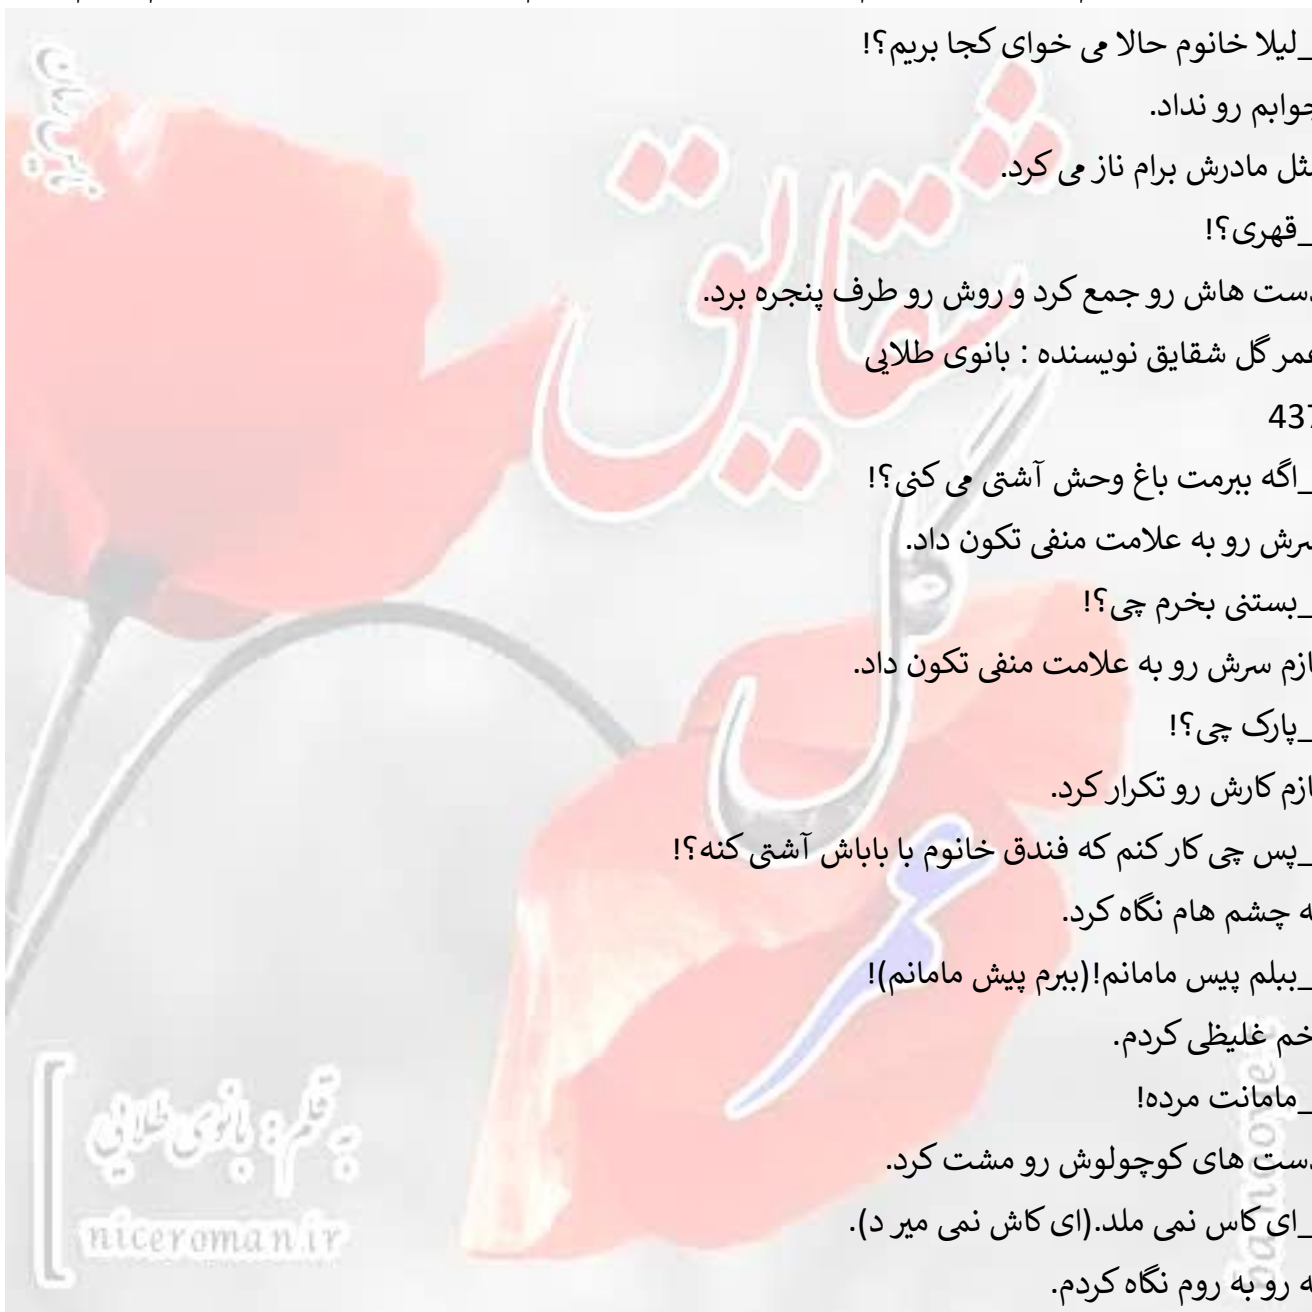 _لیلا خانوم حالا می خوای کجا بریم؟!
جوابم رو نداد.
مثل مادرش برام ناز می کرد.
_قهری؟!
دست هاش رو جمع کرد و روش رو طرف پنجره برد.
عمر گل شقایق نویسنده : بانوی طلایی
437
_اگه ببرمت باغ وحش آشتی می کنی؟!
سرش رو به علامت منفی تکون داد.
_بستنی بخرم چی؟!
بازم سرش رو به علامت منفی تکون داد.
_پارک چی؟!
بازم کارش رو تکرار کرد.
_پس چی کار کنم که فندق خانوم با باباش آشتی کنه؟!
به چشم هام نگاه کرد.
_ببلم پیس مامانم!(ببرم پیش مامانم)!
اخم غلیظی کردم.
_مامانت مرده!
دست های کوچولوش رو مشت کرد.
_ای کاس نمی ملد.(ای کاش نمی میر د).
به رو به روم نگاه کردم.
شقایق
گل
عمر
به قلم : بانوی طلایی
niceroman.ir